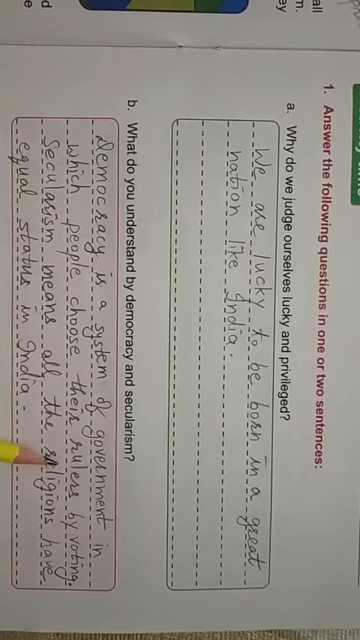 all
m.
ey
1. Answer the following questions in one or two sentences:
a. Why do we judge ourselves lucky and privileged?
We are lucky to be born in a great
nation like India.
b. What do you understand by democracy and secularism?
Democracy is a system of government in
which people choose their rulers by voting.
Secularism means all the religions have
equal status in India.
d
e